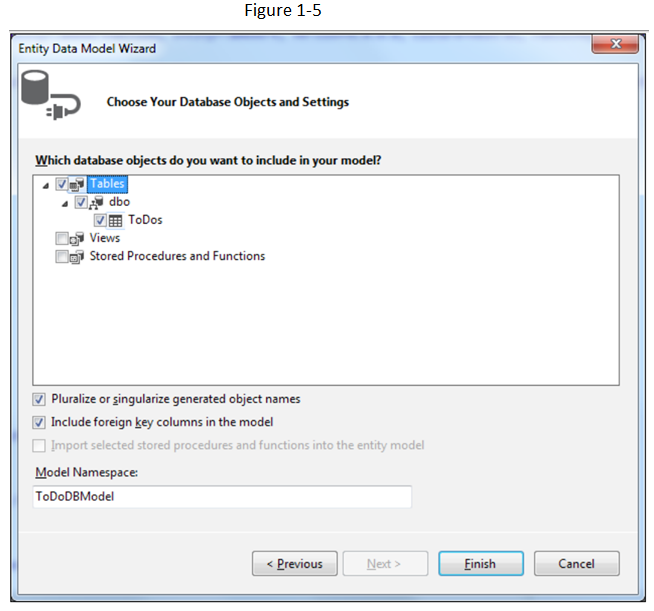 Figure 1-5
Entity Data Model Wizard
Choose Your Database Objects and Settings
Which database objects do you want to include in your model?
Tables
dbo
ToDos
Views
Stored Procedures and Functions
Pluralize or singularize generated object names
Include foreign key columns in the model
Import selected stored procedures and functions into the entity model
Model Namespace:
ToDoDBModel
< Previous Next > Finish Cancel